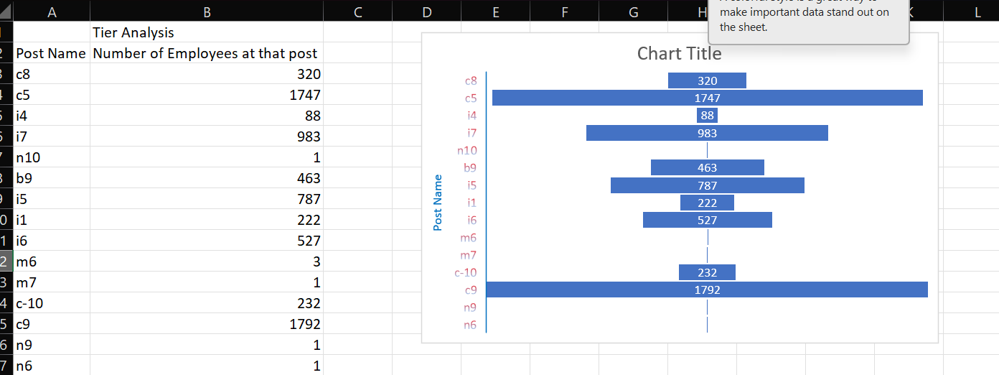 A B C D E F G H K L
make important data stand out on
the sheet.
Tier Analysis
Post Name Number of Employees at that post
c8 320
c5 1747
i4 88
i7 983
n10 1
b9 463
i5 787
i1 222
i6 527
m6 3
m7 1
c-10 232
c9 1792
n9 1
n6 1
Chart Title
Post Name
c8 320
c5 1747
i4 88
i7 983
n10
b9 463
i5 787
i1 222
i6 527
m6
m7
c-10 232
c9 1792
n9
n6